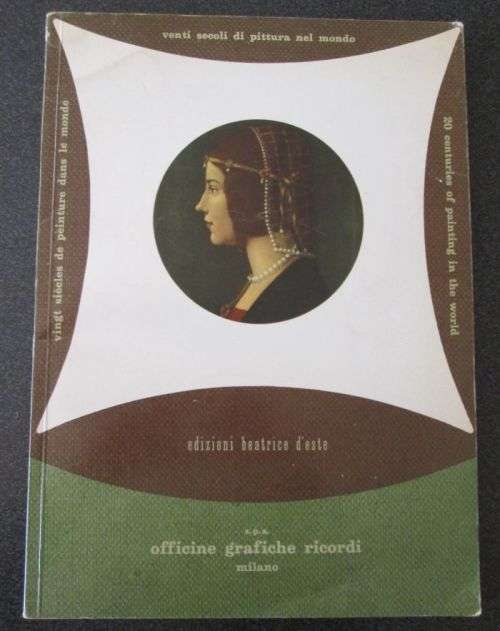 venti secoli di pittura nel mondo
vingt siècles de peinture dans le monde
20 centuries of painting in the world
edizioni beatrice d'este
s.p.a.
officine grafiche ricordi
milano